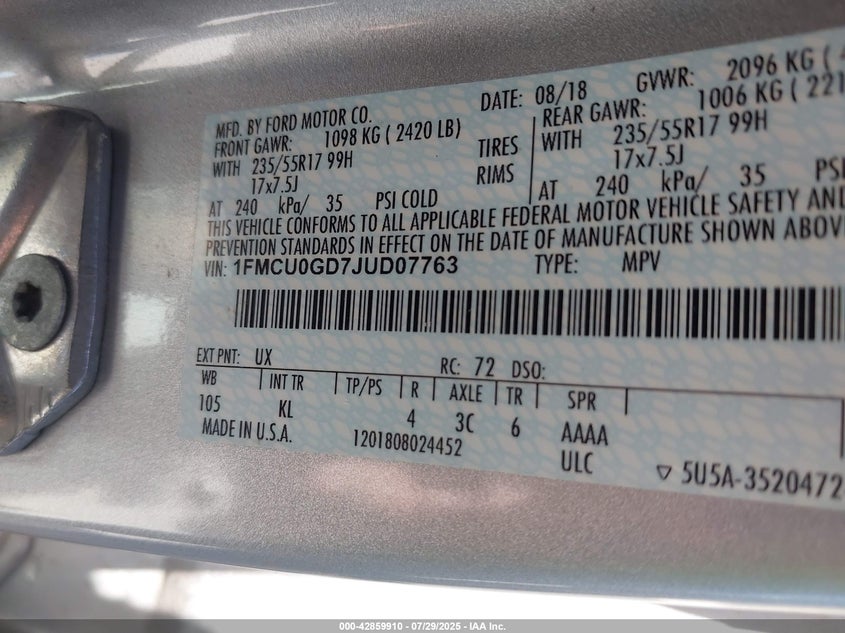 MFD. BY FORD MOTOR CO. DATE: 08/18 GVWR: 2096 KG (
FRONT GAWR: 1098 KG ( 2420 LB) REAR GAWR: 1006 KG ( 221
WITH 235/55R17 99H TIRES WITH 235/55R17 99H
17x7.5J RIMS 17x7.5J
AT 240 kPa/ 35 PSI COLD AT 240 kPa/ 35 PSI
THIS VEHICLE CONFORMS TO ALL APPLICABLE FEDERAL MOTOR VEHICLE SAFETY AND
PREVENTION STANDARDS IN EFFECT ON THE DATE OF MANUFACTURE SHOWN ABOV
VIN: 1FMCU0GD7JUD07763 TYPE: MPV
EXT PNT: UX RC: 72 DSO:
WB INT TR TP/PS R AXLE TR SPR
105 KL 4 3C 6 AAAA
MADE IN U.S.A. 1201808024452 ULC ▽ 5U5A-3520472
000-42859910 - 07/29/2025 - IAA Inc.